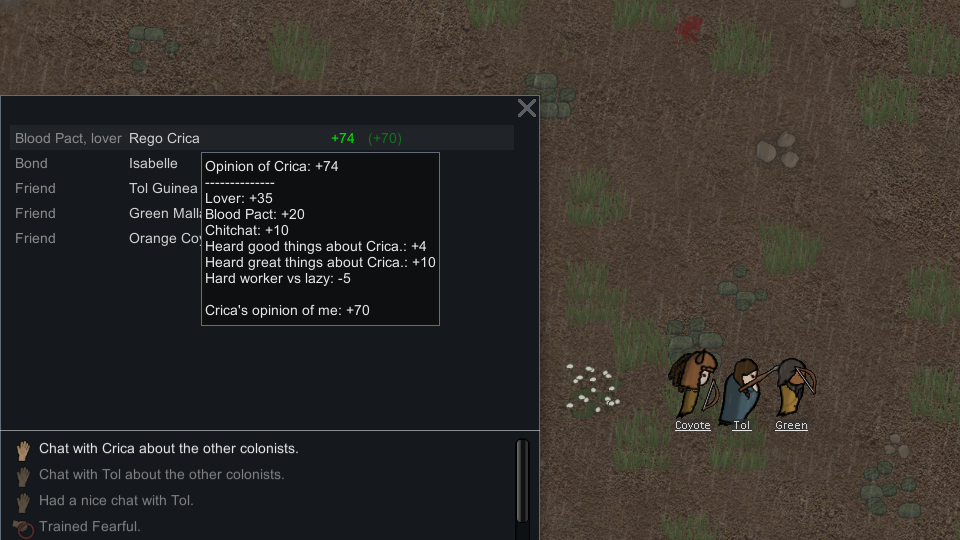 Blood Pact, lover Rego Crica +74 (+70)
Bond Isabelle
Friend Tol Guinea
Friend Green Mall
Friend Orange Coy
Opinion of Crica: +74
--------------
Lover: +35
Blood Pact: +20
Chitchat: +10
Heard good things about Crica.: +4
Heard great things about Crica.: +10
Hard worker vs lazy: -5
Crica's opinion of me: +70
Chat with Crica about the other colonists.
Chat with Tol about the other colonists.
Had a nice chat with Tol.
Trained Fearful.
Coyote Tol Green